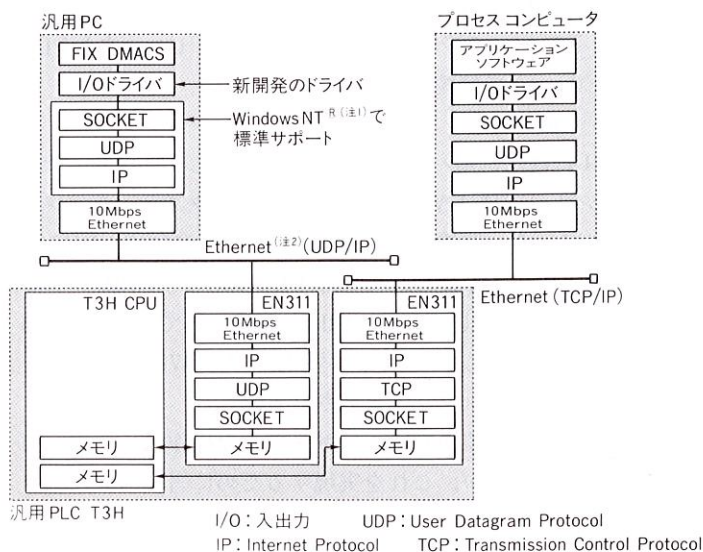 汎用PC
FIX DMACS
I/Oドライバ
SOCKET
UDP
IP
10Mbps
Ethernet
新開発のドライバ
Windows NT R(注1)で
標準サポート
プロセス コンピュータ
アプリケーション
ソフトウェア
I/Oドライバ
SOCKET
UDP
IP
10Mbps
Ethernet
Ethernet(注2)(UDP/IP)
Ethernet(TCP/IP)
T3H CPU
メモリ
メモリ
EN311
10Mbps
Ethernet
IP
UDP
SOCKET
メモリ
EN311
10Mbps
Ethernet
IP
TCP
SOCKET
メモリ
汎用PLC T3H
I/O:入出力 UDP:User Datagram Protocol
IP:Internet Protocol TCP:Transmission Control Protocol